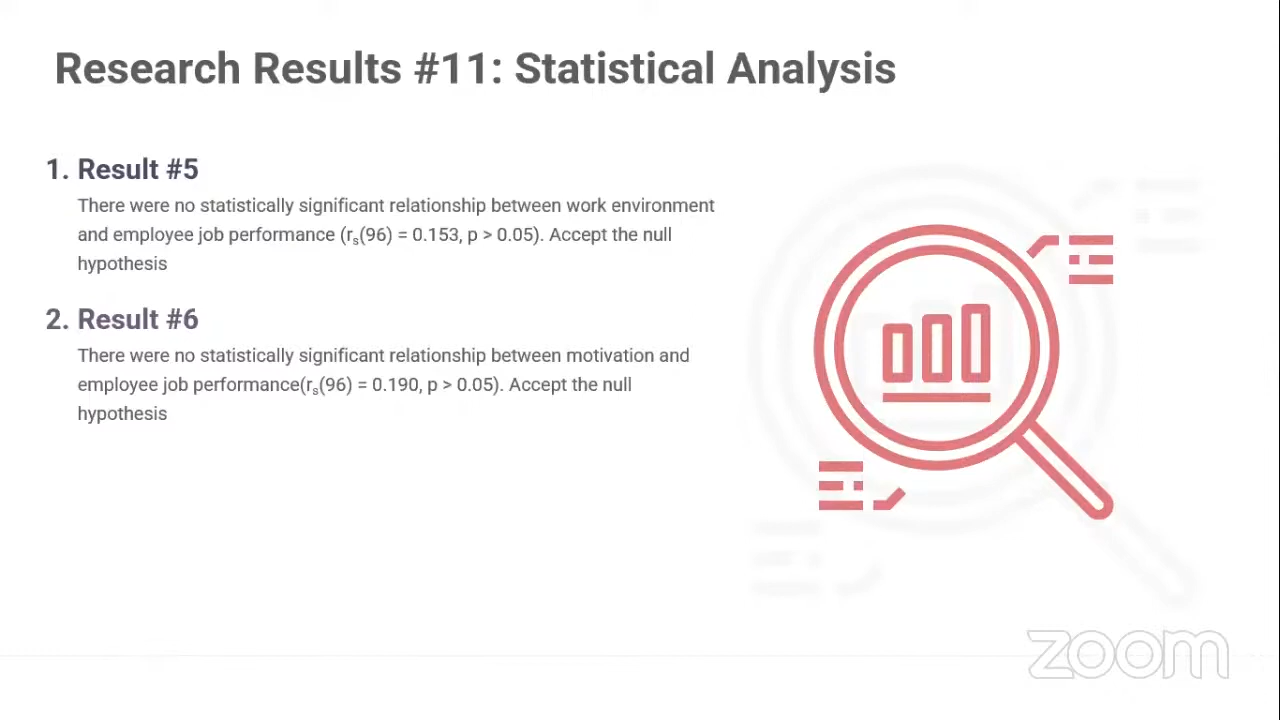 Research Results #11: Statistical Analysis
1. Result #5
There were no statistically significant relationship between work environment
and employee job performance (rs(96) = 0.153, p > 0.05). Accept the null
hypothesis
2. Result #6
There were no statistically significant relationship between motivation and
employee job performance(rs(96) = 0.190, p > 0.05). Accept the null
hypothesis
zoom